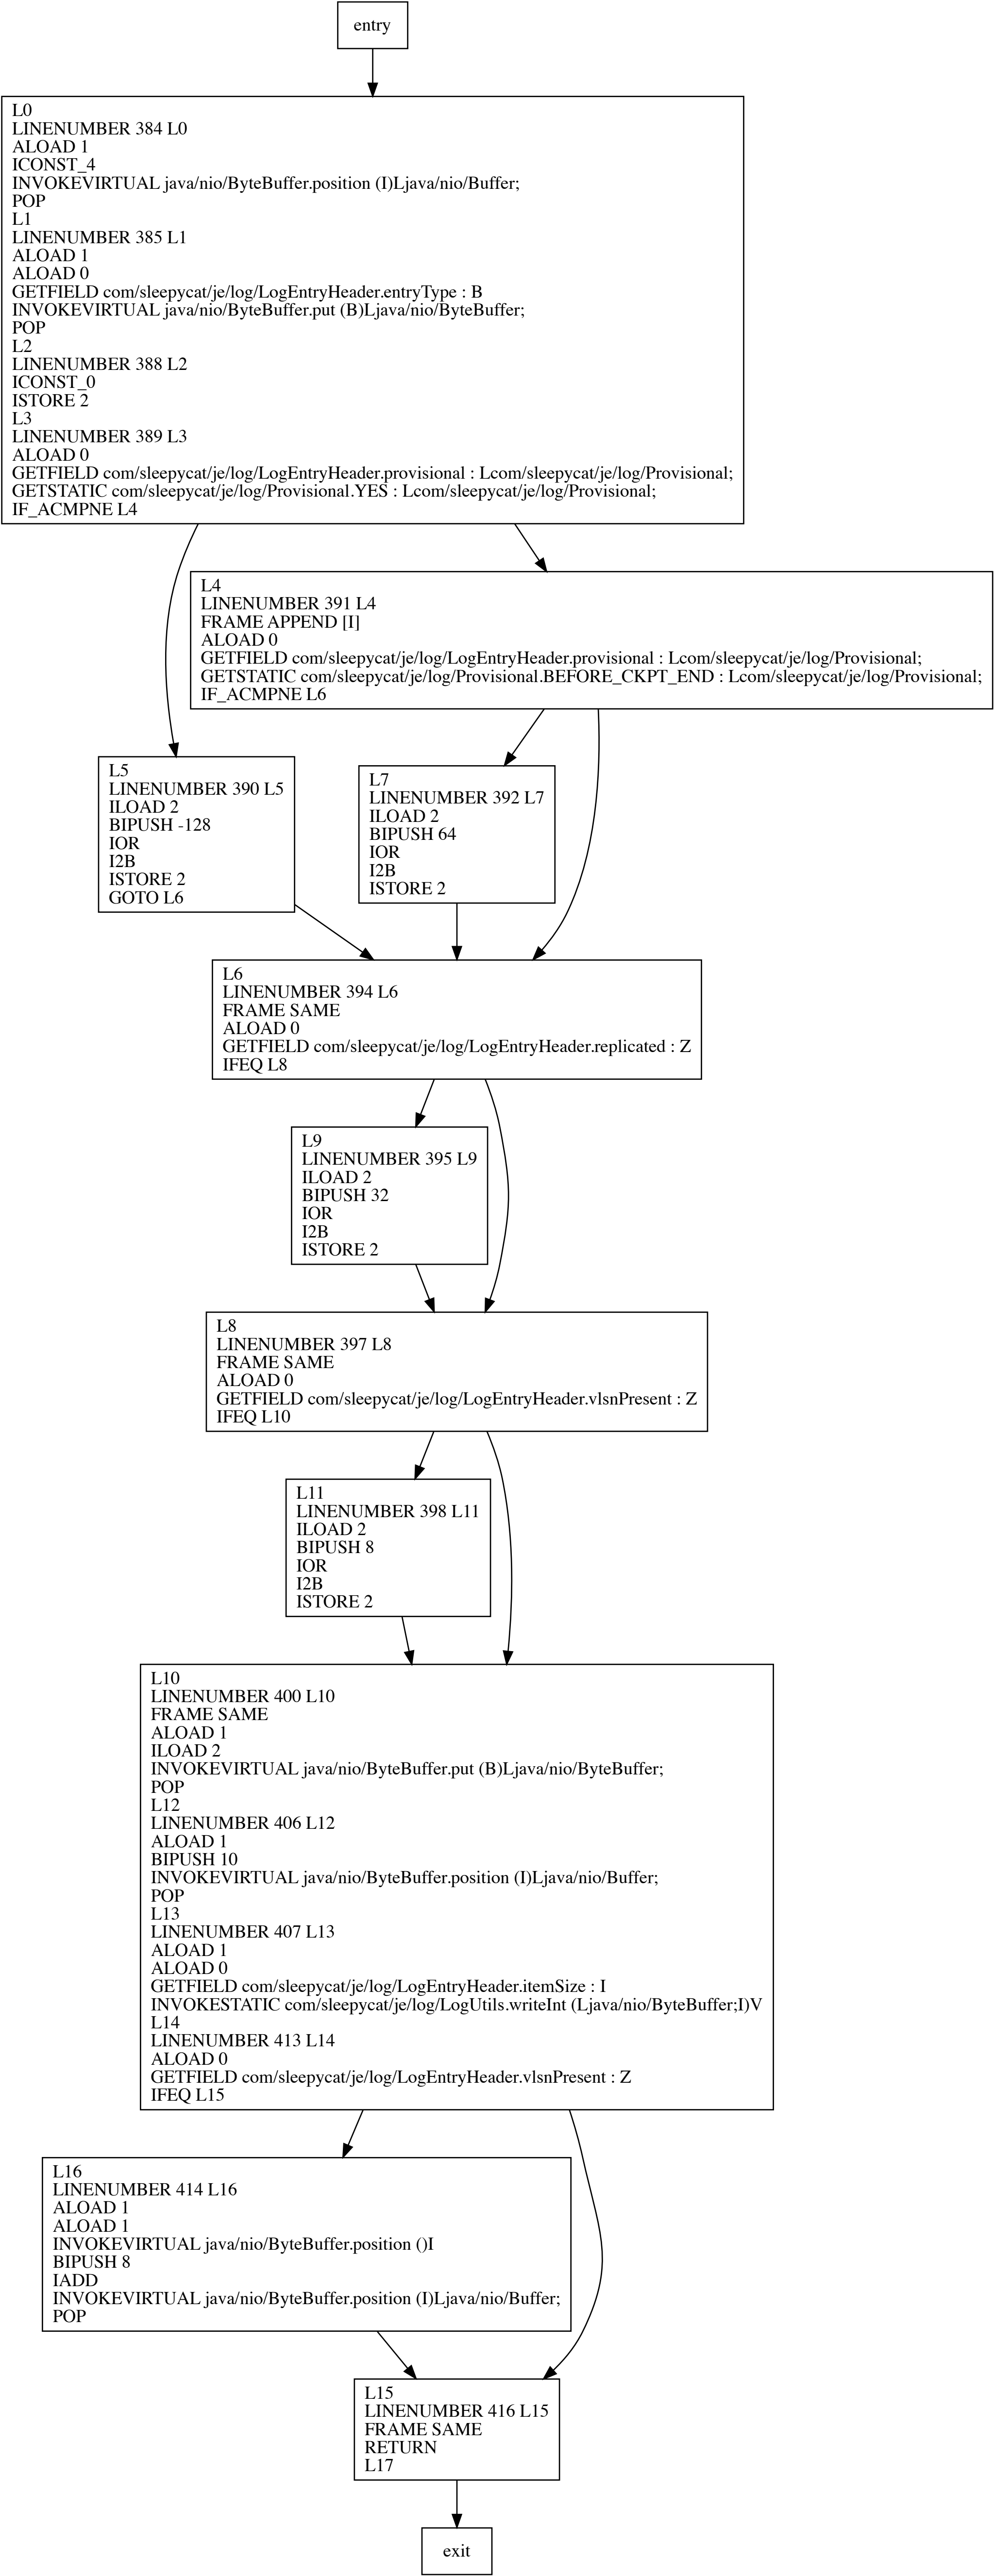 entry
L0
LINENUMBER 384 L0
ALOAD 1
ICONST_4
INVOKEVIRTUAL java/nio/ByteBuffer.position (I)Ljava/nio/Buffer;
POP
L1
LINENUMBER 385 L1
ALOAD 1
ALOAD 0
GETFIELD com/sleepycat/je/log/LogEntryHeader.entryType : B
INVOKEVIRTUAL java/nio/ByteBuffer.put (B)Ljava/nio/ByteBuffer;
POP
L2
LINENUMBER 388 L2
ICONST_0
ISTORE 2
L3
LINENUMBER 389 L3
ALOAD 0
GETFIELD com/sleepycat/je/log/LogEntryHeader.provisional : Lcom/sleepycat/je/log/Provisional;
GETSTATIC com/sleepycat/je/log/Provisional.YES : Lcom/sleepycat/je/log/Provisional;
IF_ACMPNE L4
L4
LINENUMBER 391 L4
FRAME APPEND [I]
ALOAD 0
GETFIELD com/sleepycat/je/log/LogEntryHeader.provisional : Lcom/sleepycat/je/log/Provisional;
GETSTATIC com/sleepycat/je/log/Provisional.BEFORE_CKPT_END : Lcom/sleepycat/je/log/Provisional;
IF_ACMPNE L6
L5
LINENUMBER 390 L5
ILOAD 2
BIPUSH -128
IOR
I2B
ISTORE 2
GOTO L6
L7
LINENUMBER 392 L7
ILOAD 2
BIPUSH 64
IOR
I2B
ISTORE 2
L6
LINENUMBER 394 L6
FRAME SAME
ALOAD 0
GETFIELD com/sleepycat/je/log/LogEntryHeader.replicated : Z
IFEQ L8
L9
LINENUMBER 395 L9
ILOAD 2
BIPUSH 32
IOR
I2B
ISTORE 2
L8
LINENUMBER 397 L8
FRAME SAME
ALOAD 0
GETFIELD com/sleepycat/je/log/LogEntryHeader.vlsnPresent : Z
IFEQ L10
L11
LINENUMBER 398 L11
ILOAD 2
BIPUSH 8
IOR
I2B
ISTORE 2
L10
LINENUMBER 400 L10
FRAME SAME
ALOAD 1
ILOAD 2
INVOKEVIRTUAL java/nio/ByteBuffer.put (B)Ljava/nio/ByteBuffer;
POP
L12
LINENUMBER 406 L12
ALOAD 1
BIPUSH 10
INVOKEVIRTUAL java/nio/ByteBuffer.position (I)Ljava/nio/Buffer;
POP
L13
LINENUMBER 407 L13
ALOAD 1
ALOAD 0
GETFIELD com/sleepycat/je/log/LogEntryHeader.itemSize : I
INVOKESTATIC com/sleepycat/je/log/LogUtils.writeInt (Ljava/nio/ByteBuffer;I)V
L14
LINENUMBER 413 L14
ALOAD 0
GETFIELD com/sleepycat/je/log/LogEntryHeader.vlsnPresent : Z
IFEQ L15
L16
LINENUMBER 414 L16
ALOAD 1
ALOAD 1
INVOKEVIRTUAL java/nio/ByteBuffer.position ()I
BIPUSH 8
IADD
INVOKEVIRTUAL java/nio/ByteBuffer.position (I)Ljava/nio/Buffer;
POP
L15
LINENUMBER 416 L15
FRAME SAME
RETURN
L17
exit